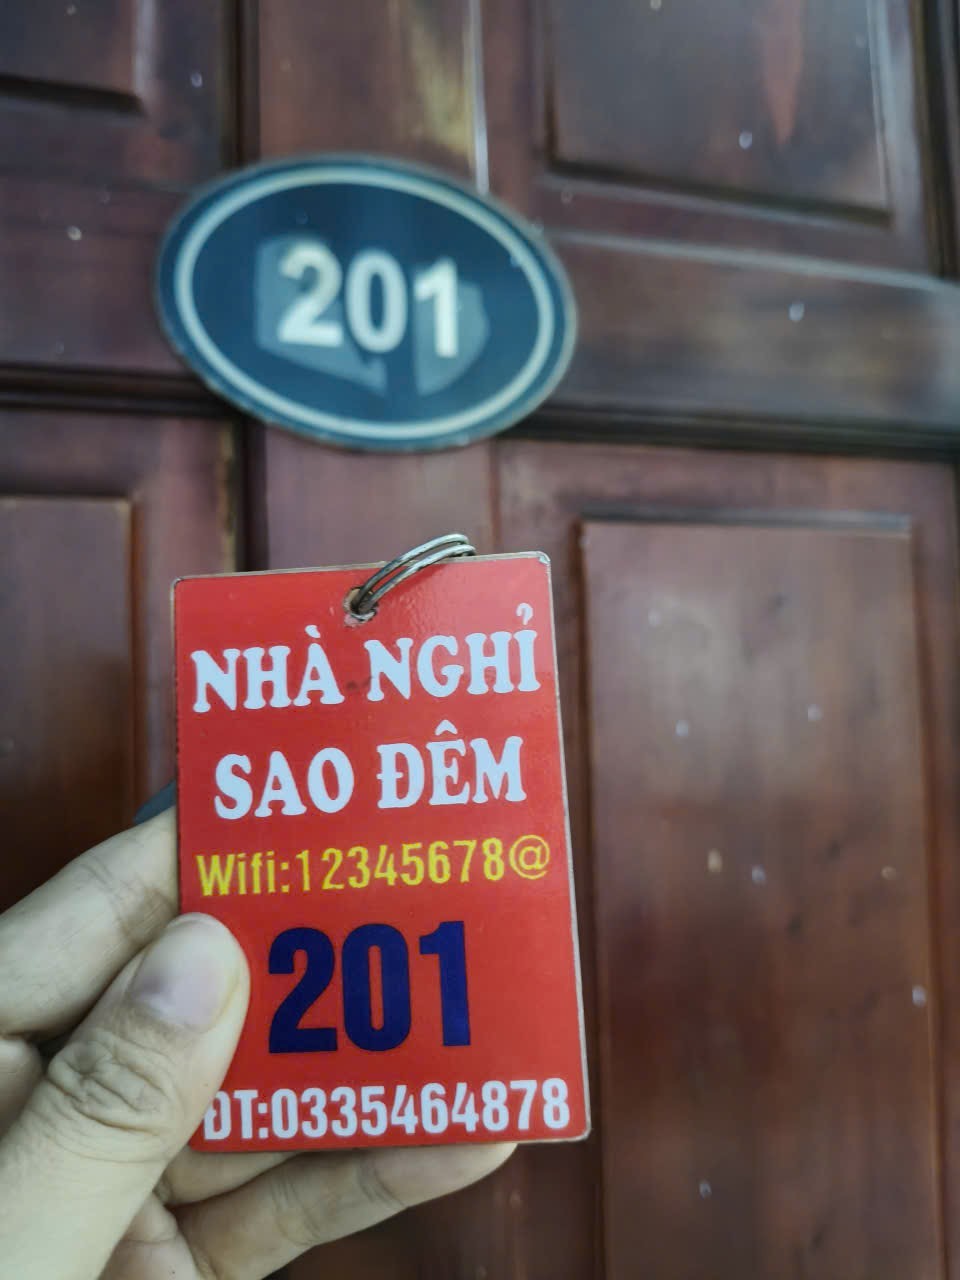 201
NHÀ NGHỈ
SAO ĐÊM
Wifi:12345678@
201
ĐT:0335464878